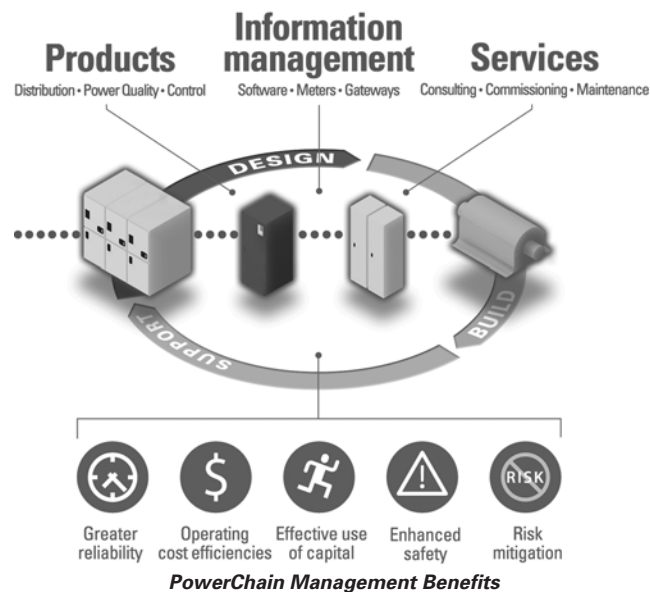 Products
Distribution • Power Quality • Control
Information
management
Software • Meters • Gateways
Services
Consulting • Commissioning • Maintenance
DESIGN
BUILD
SUPPORT
$
RISK
Greater
reliability
Operating
cost efficiencies
Effective use
of capital
Enhanced
safety
Risk
mitigation
PowerChain Management Benefits